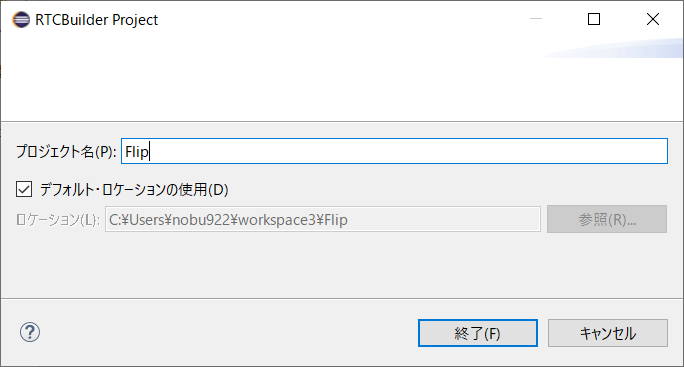 RTCBuilder Project
プロジェクト名(P): Flip
デフォルト・ロケーションの使用(D)
ロケーション(L): C:¥Users¥nobu922¥workspace3¥Flip 参照(R)...
? 終了(F) キャンセル